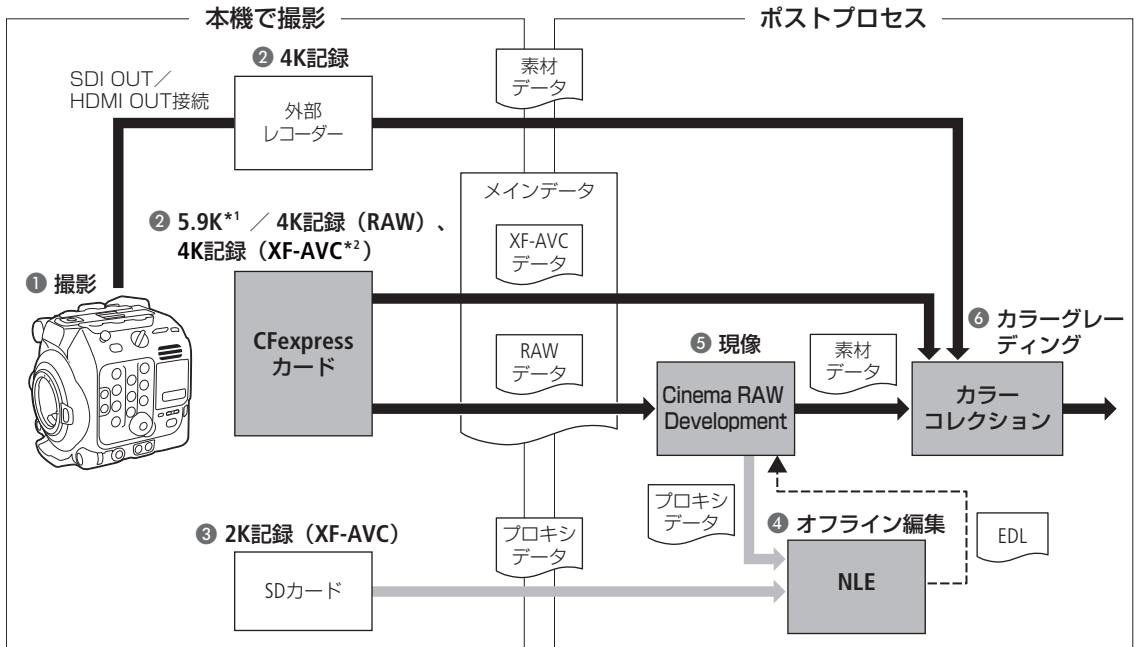 本機で撮影
ポストプロセス
❷ 4K記録
素材
データ
SDI OUT／
HDMI OUT接続
外部
レコーダー
メインデータ
❷ 5.9K*1 ／ 4K記録（RAW）、
4K記録（XF-AVC*2）
XF-AVC
データ
❶ 撮影
CFexpress
カード
RAW
データ
❺ 現像
素材
データ
❻ カラーグレー
ディング
Cinema RAW
Development
カラー
コレクション
プロキシ
データ
❸ 2K記録（XF-AVC）
プロキシ
データ
❹ オフライン編集
EDL
SDカード
NLE